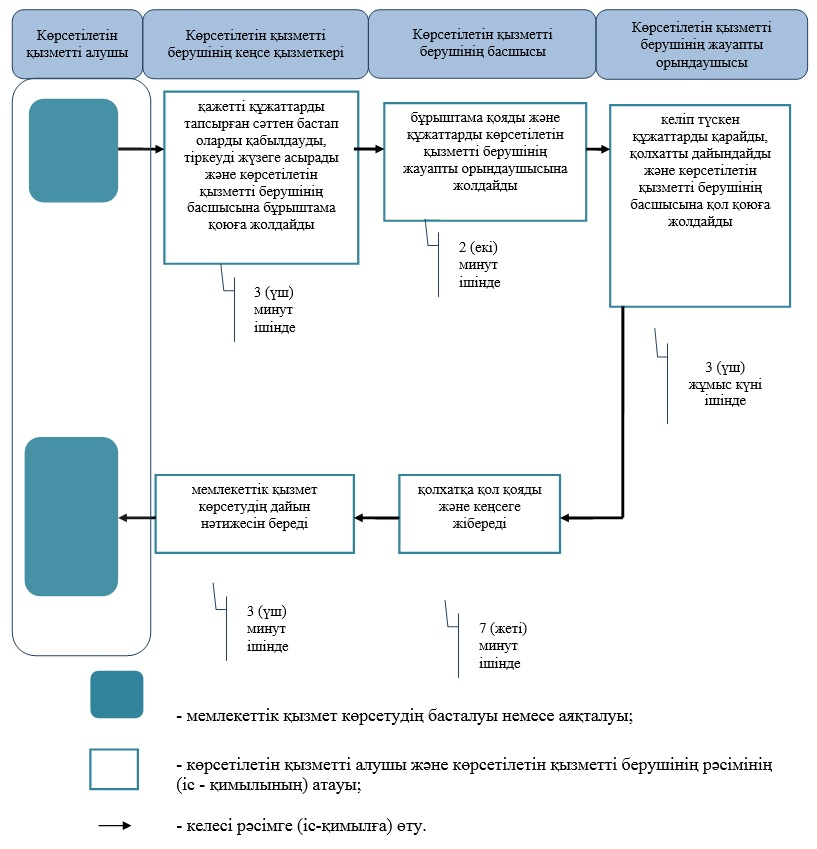 Көрсетілетін
қызметті алушы
Көрсетілетін қызметті
берушінің кеңсе қызметкері
Көрсетілетін қызметті
берушінің басшысы
Көрсетілетін қызметті
берушінің жауапты
орындаушысы
қажетті құжаттарды
тапсырған сәттен бастап
оларды қабылдауды,
тіркеуді жүзеге асырады
және көрсетілетін
қызметті берушінің
басшысына бұрыштама
қоюға жолдайды
бұрыштама қояды және
құжаттарды көрсетілетін
қызметті берушінің
жауапты орындаушысына
жолдайды
келіп түскен
құжаттарды қарайды,
қолхатты дайындайды
және көрсетілетін
қызметті берушінің
басшысына қол қоюға
жолдайды
3 (үш)
минут
ішінде
2 (екі)
минут
ішінде
3 (үш)
жұмыс күні
ішінде
мемлекеттік қызмет
көрсетудің дайын
нәтижесін береді
қолхатқа қол қояды
және кеңсеге
жібереді
3 (үш)
минут
ішінде
7 (жеті)
минут
ішінде
- мемлекеттік қызмет көрсетудің басталуы немесе аяқталуы;
- көрсетілетін қызметті алушы және көрсетілетін қызметті берушінің рәсімінің
(іс - қимылының) атауы;
- келесі рәсімге (іс-қимылға) өту.